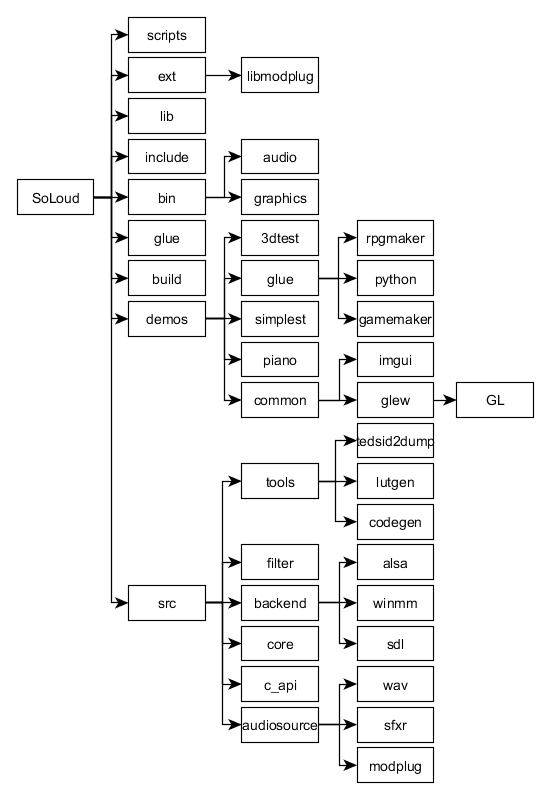 scripts
ext
libmodplug
lib
include
audio
SoLoud
bin
graphics
glue
3dtest
rpgmaker
build
glue
python
demos
simplest
gamemaker
piano
imgui
common
glew
GL
tedsid2dump
tools
lutgen
codegen
filter
alsa
src
backend
winmm
core
sdl
c_api
wav
audiosource
sfxr
modplug